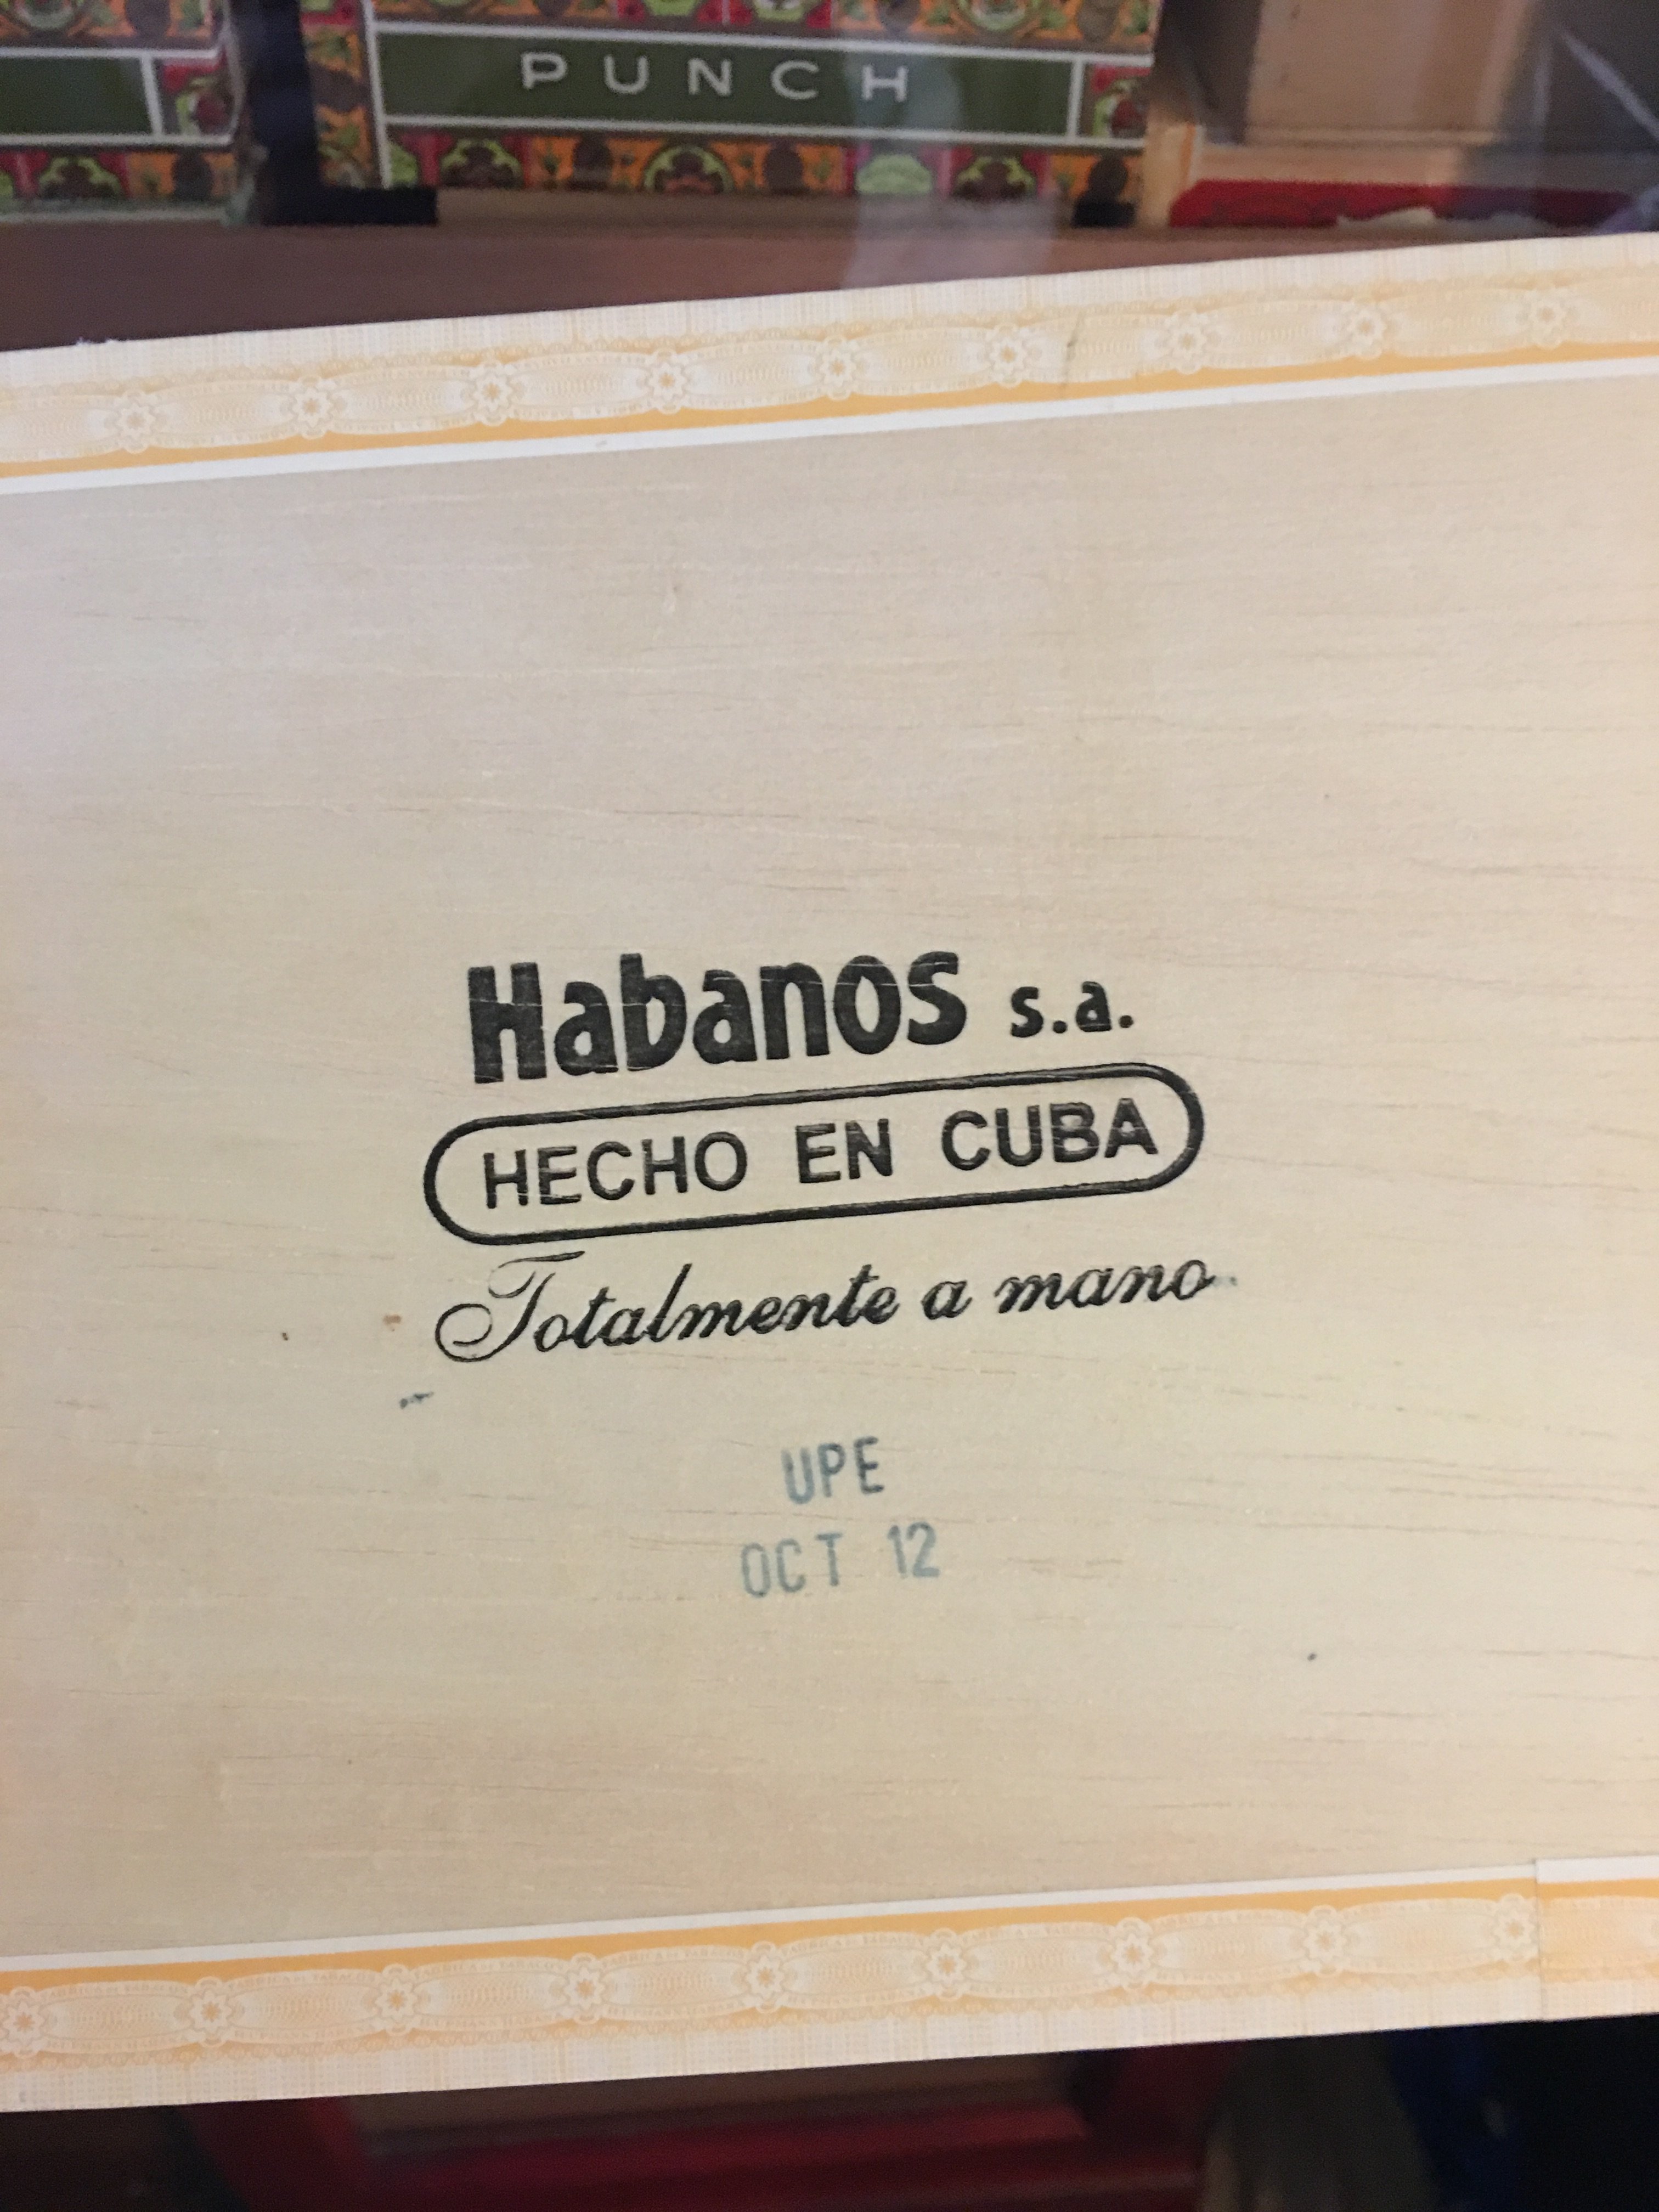 PUNCH
Habanos s.a.
HECHO EN CUBA
Totalmente a mano
UPE
OCT 12